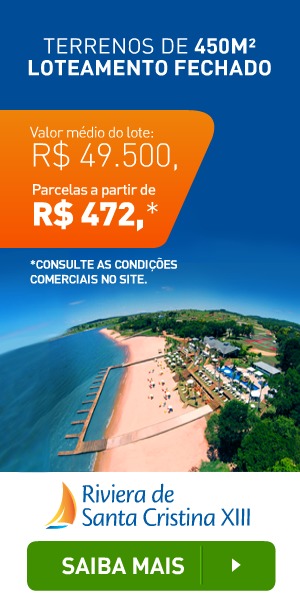 TERRENOS DE 450M²
LOTEAMENTO FECHADO
Valor médio do lote:
R$ 49.500,
Parcelas a partir de
R$ 472,*
*CONSULTE AS CONDIÇÕES
COMERCIAIS NO SITE.
Riviera de
Santa Cristina XIII
SAIBA MAIS